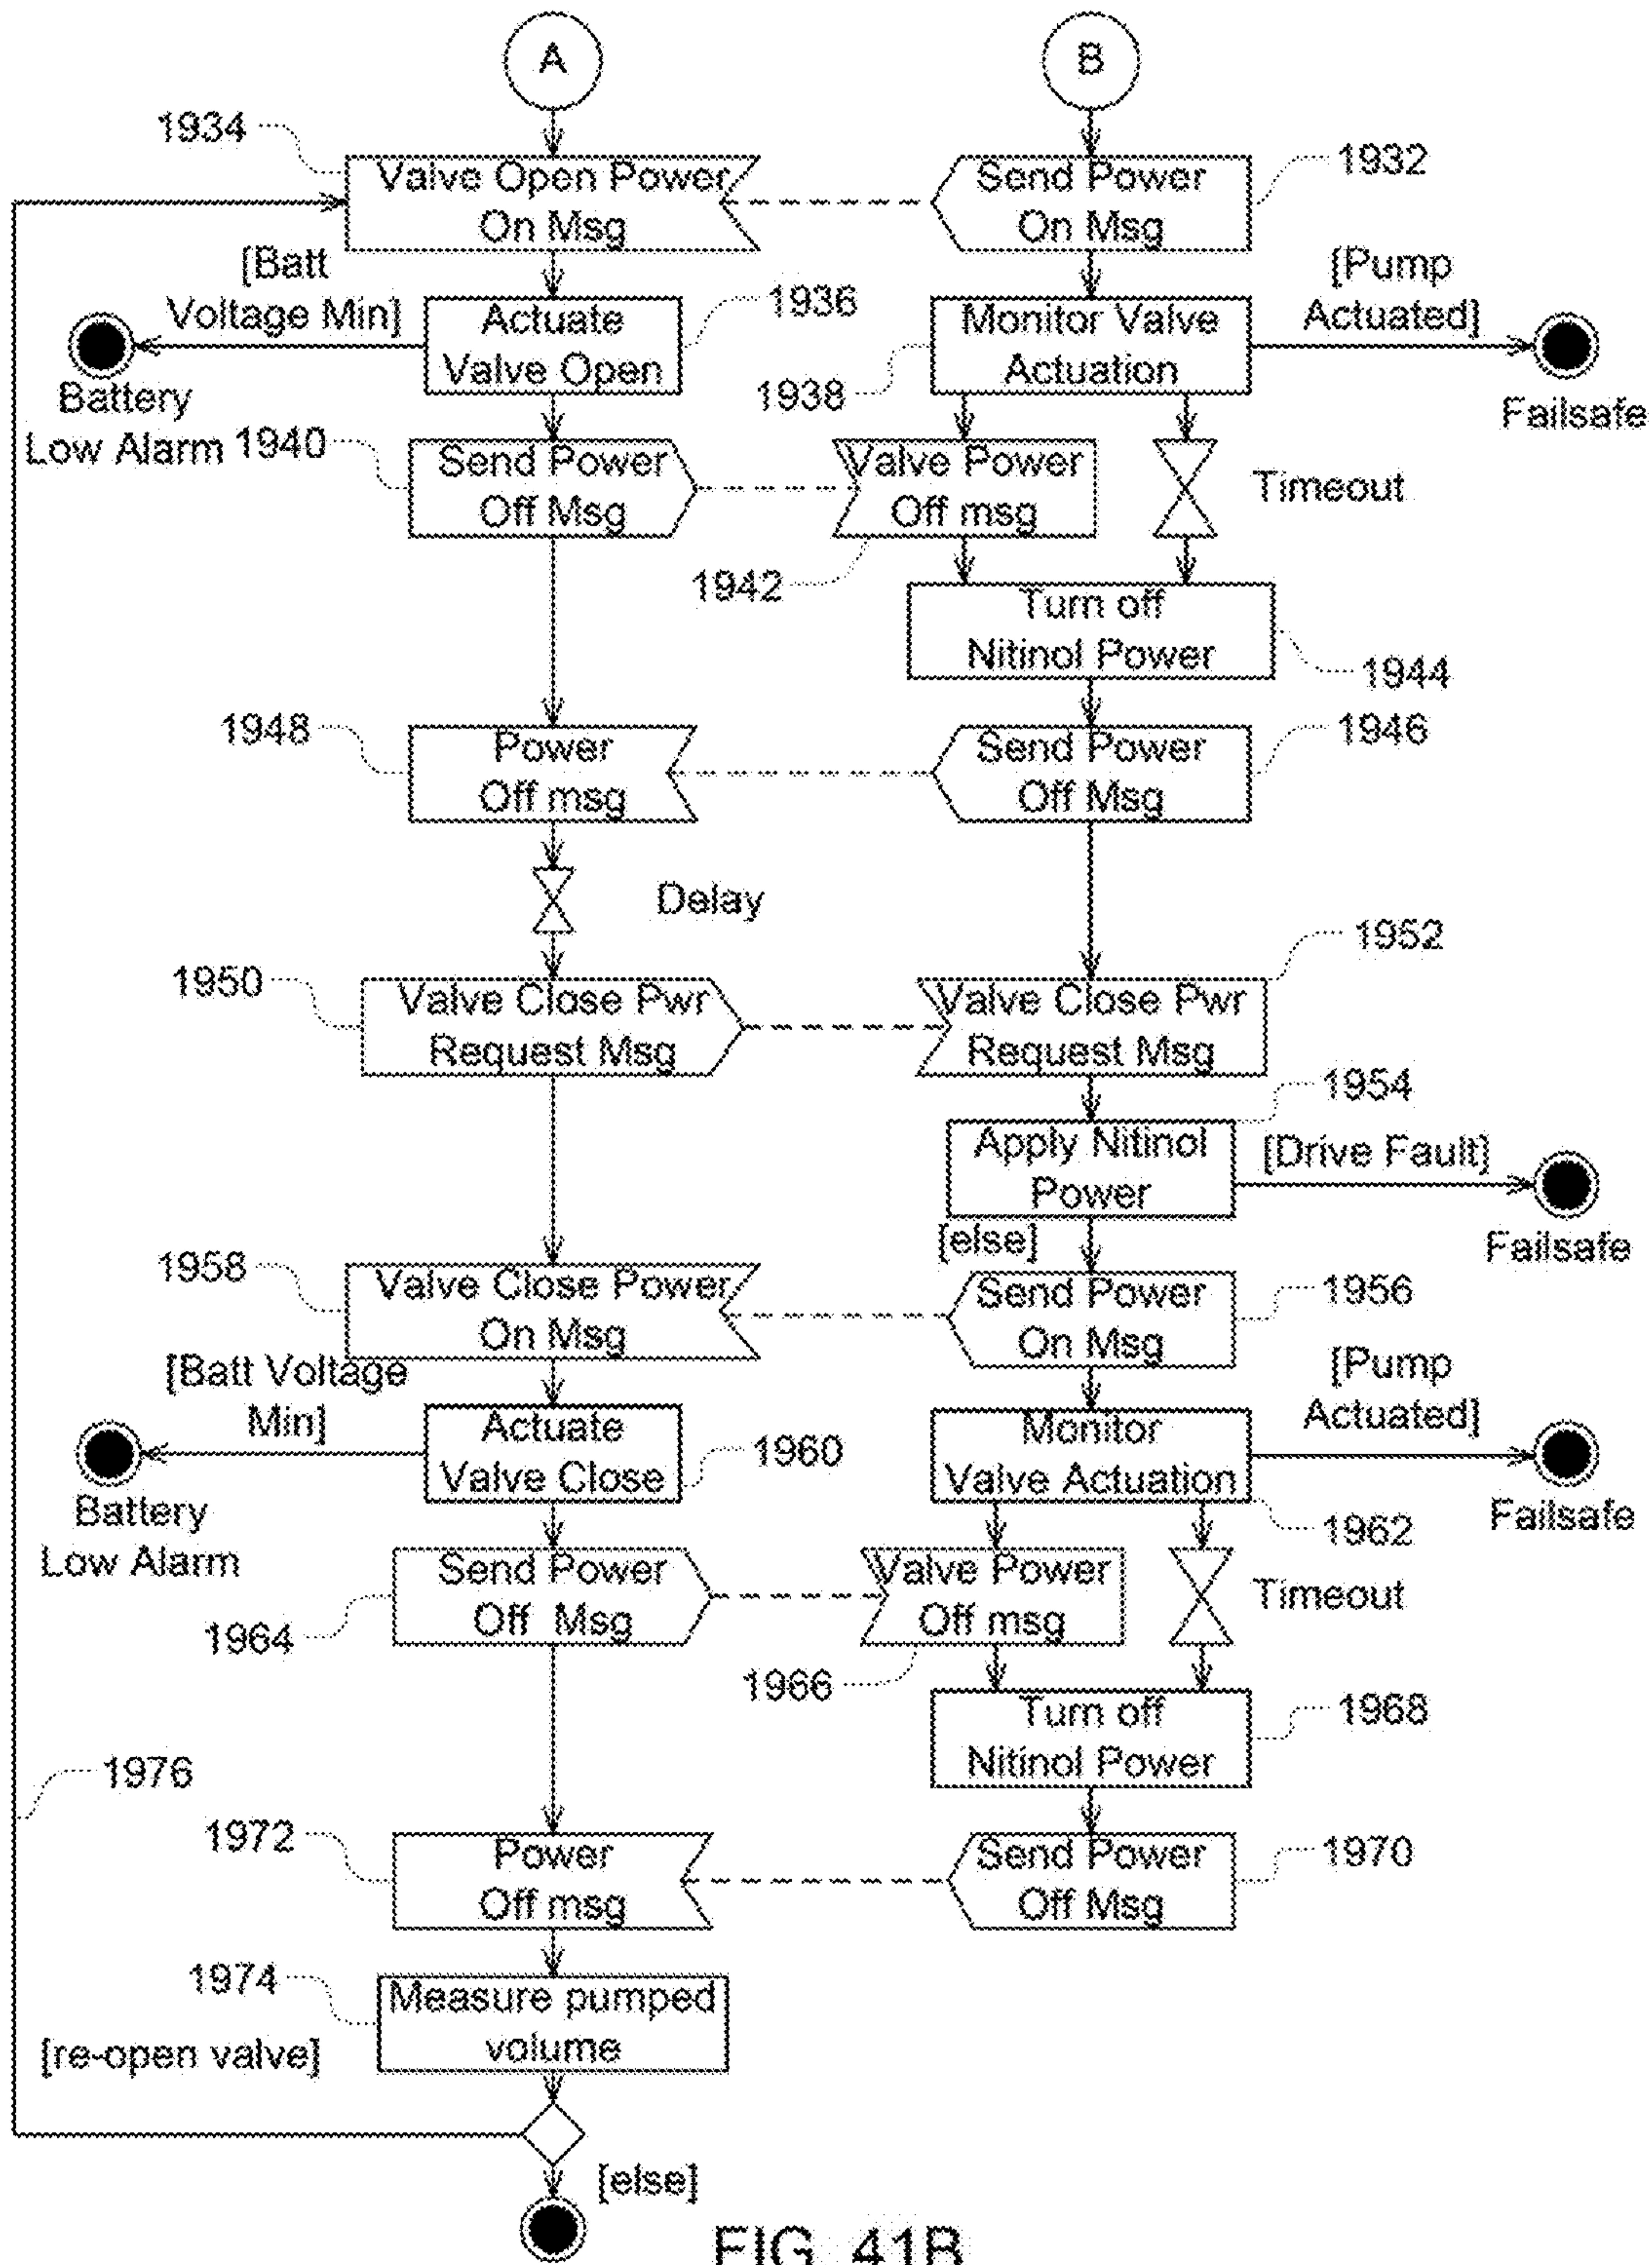 A
B
1934
Valve Open Power
On Msg
Send Power
On Msg
1932
[Batt
Voltage Min]
Actuate
Valve Open
1936
Monitor Valve
Actuation
1938
[Pump
Actuated]
Battery
Low Alarm
Failsafe
1940
Send Power
Off Msg
Valve Power
Off msg
Timeout
1942
Turn off
Nitinol Power
1944
1948
Power
Off msg
Send Power
Off Msg
1946
Delay
1950
Valve Close Pwr
Request Msg
Valve Close Pwr
Request Msg
1952
Apply Nitinol
Power
1954
[Drive Fault]
Failsafe
[else]
1958
Valve Close Power
On Msg
Send Power
On Msg
1956
[Batt Voltage
Min]
Actuate
Valve Close
1960
Monitor
Valve Actuation
1962
[Pump
Actuated]
Battery
Low Alarm
Failsafe
1964
Send Power
Off Msg
Valve Power
Off msg
Timeout
1966
Turn off
Nitinol Power
1968
1976
1972
Power
Off msg
Send Power
Off Msg
1970
1974
Measure pumped
volume
[re-open valve]
[else]
FIG. 41B